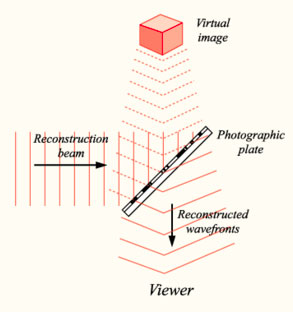 Virtual
image
Reconstruction
beam
Photographic
plate
Reconstructed
wavefronts
Viewer